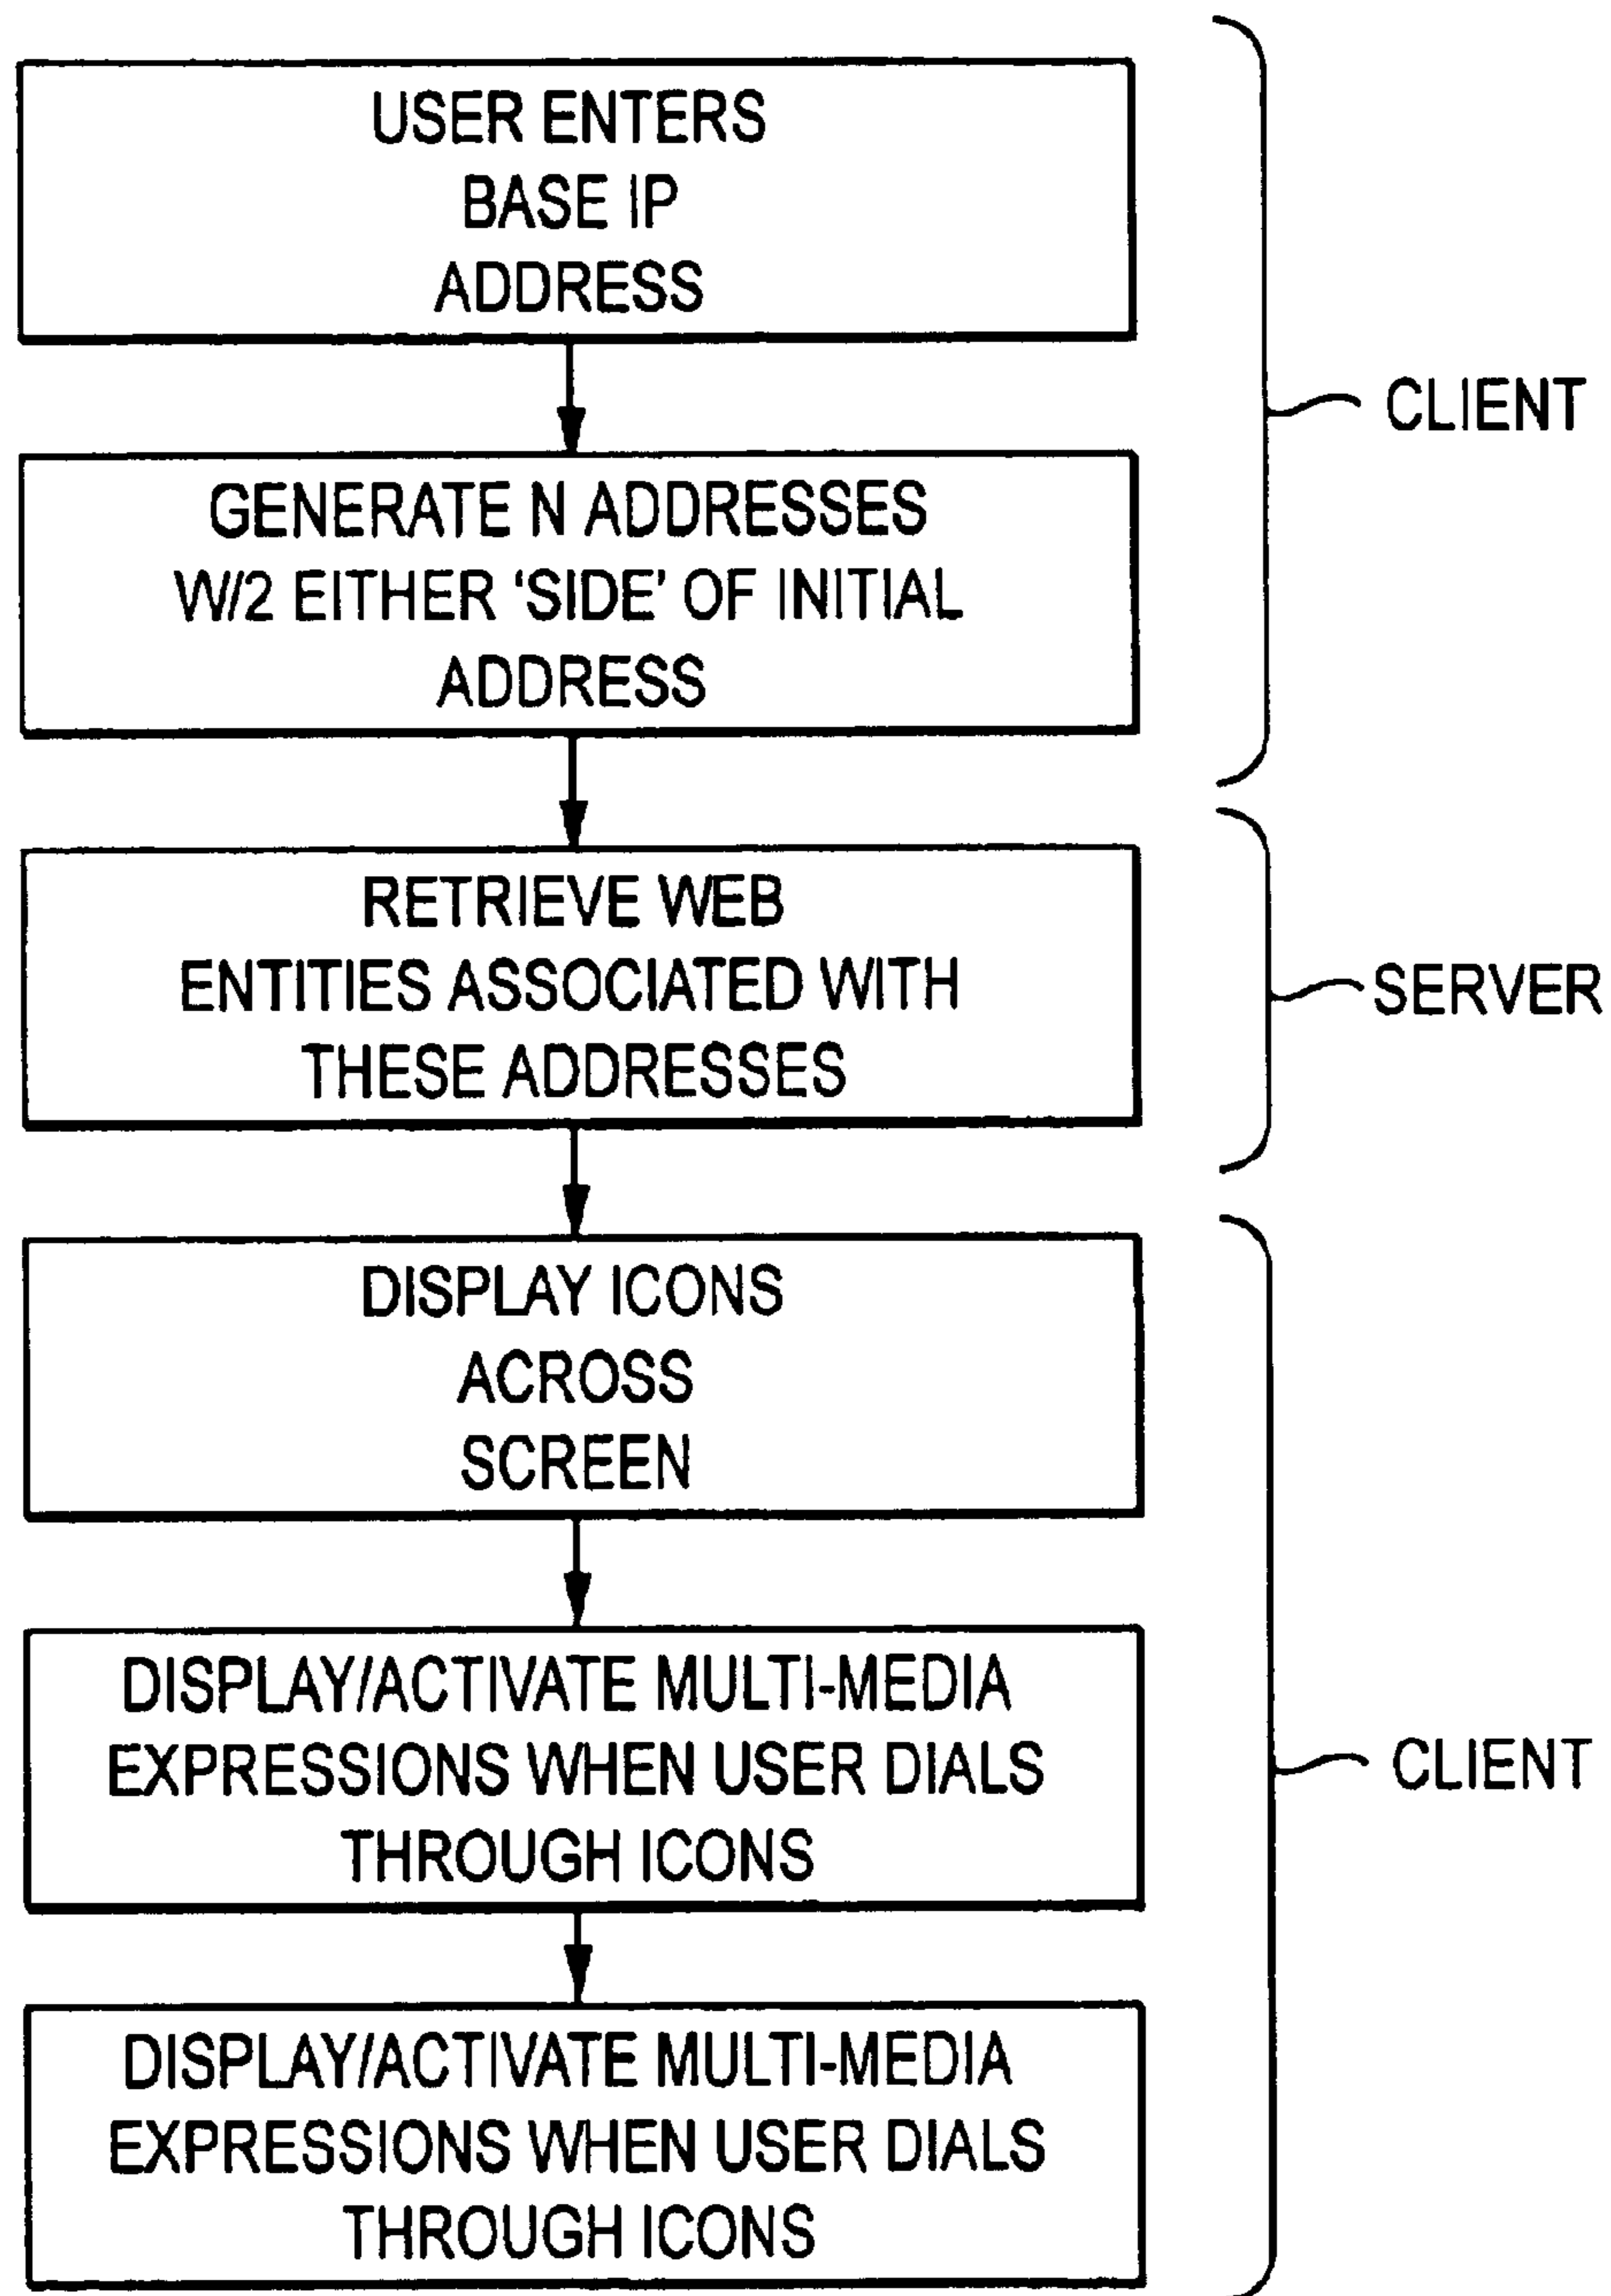 USER ENTERS
BASE IP
ADDRESS
CLIENT
GENERATE N ADDRESSES
W/2 EITHER ‘SIDE’ OF INITIAL
ADDRESS
RETRIEVE WEB
ENTITIES ASSOCIATED WITH
THESE ADDRESSES
SERVER
DISPLAY ICONS
ACROSS
SCREEN
DISPLAY/ACTIVATE MULTI-MEDIA
EXPRESSIONS WHEN USER DIALS
THROUGH ICONS
CLIENT
DISPLAY/ACTIVATE MULTI-MEDIA
EXPRESSIONS WHEN USER DIALS
THROUGH ICONS